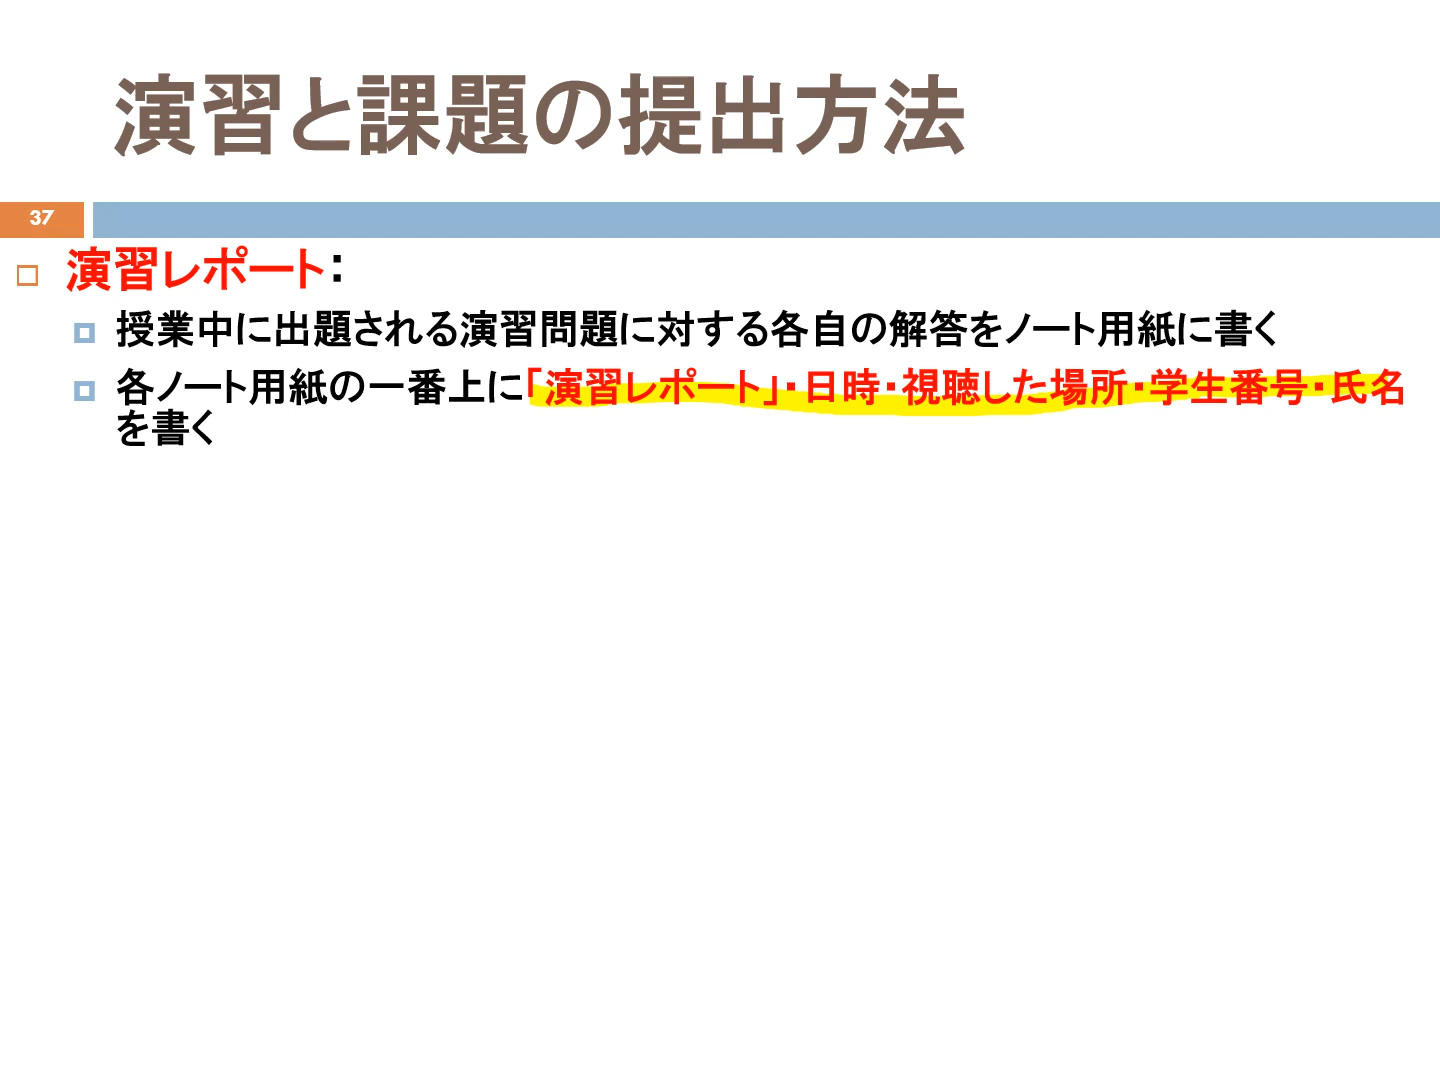 演習と課題の提出方法
37
演習レポート：
授業中に出題される演習問題に対する各自の解答をノート用紙に書く
各ノート用紙の一番上に「演習レポート」・日時・視聴した場所・学生番号・氏名
を書く